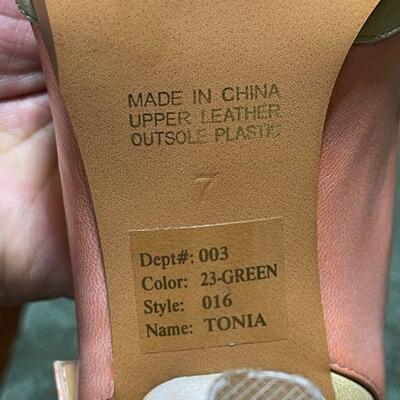 MADE IN CHINA
UPPER LEATHER
OUTSOLE PLASTIC
7
Dept#: 003
Color: 23-GREEN
Style: 016
Name: TONIA